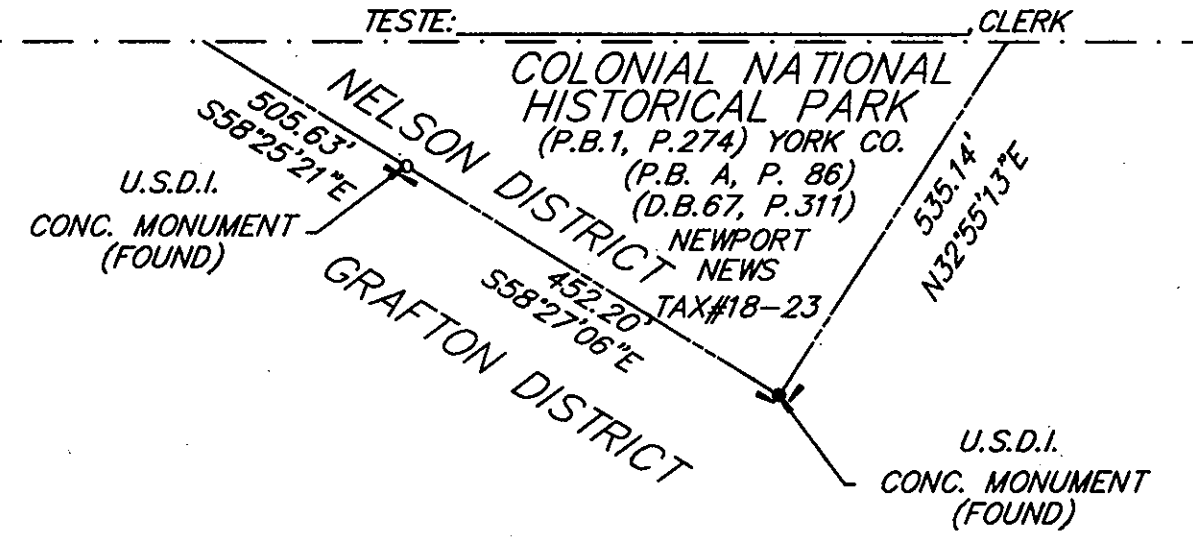 TESTE: , CLERK
COLONIAL NATIONAL
HISTORICAL PARK
(P.B.1, P.274) YORK CO.
(P.B. A, P. 86)
(D.B.67, P.311)
NEWPORT
NEWS
TAX#18-23
NELSON DISTRICT
505.63'
S58°25'21"E
U.S.D.I.
CONC. MONUMENT
(FOUND)
452.20'
S58°27'06"E
GRAFTON DISTRICT
535.14'
N32°55'13"E
U.S.D.I.
CONC. MONUMENT
(FOUND)